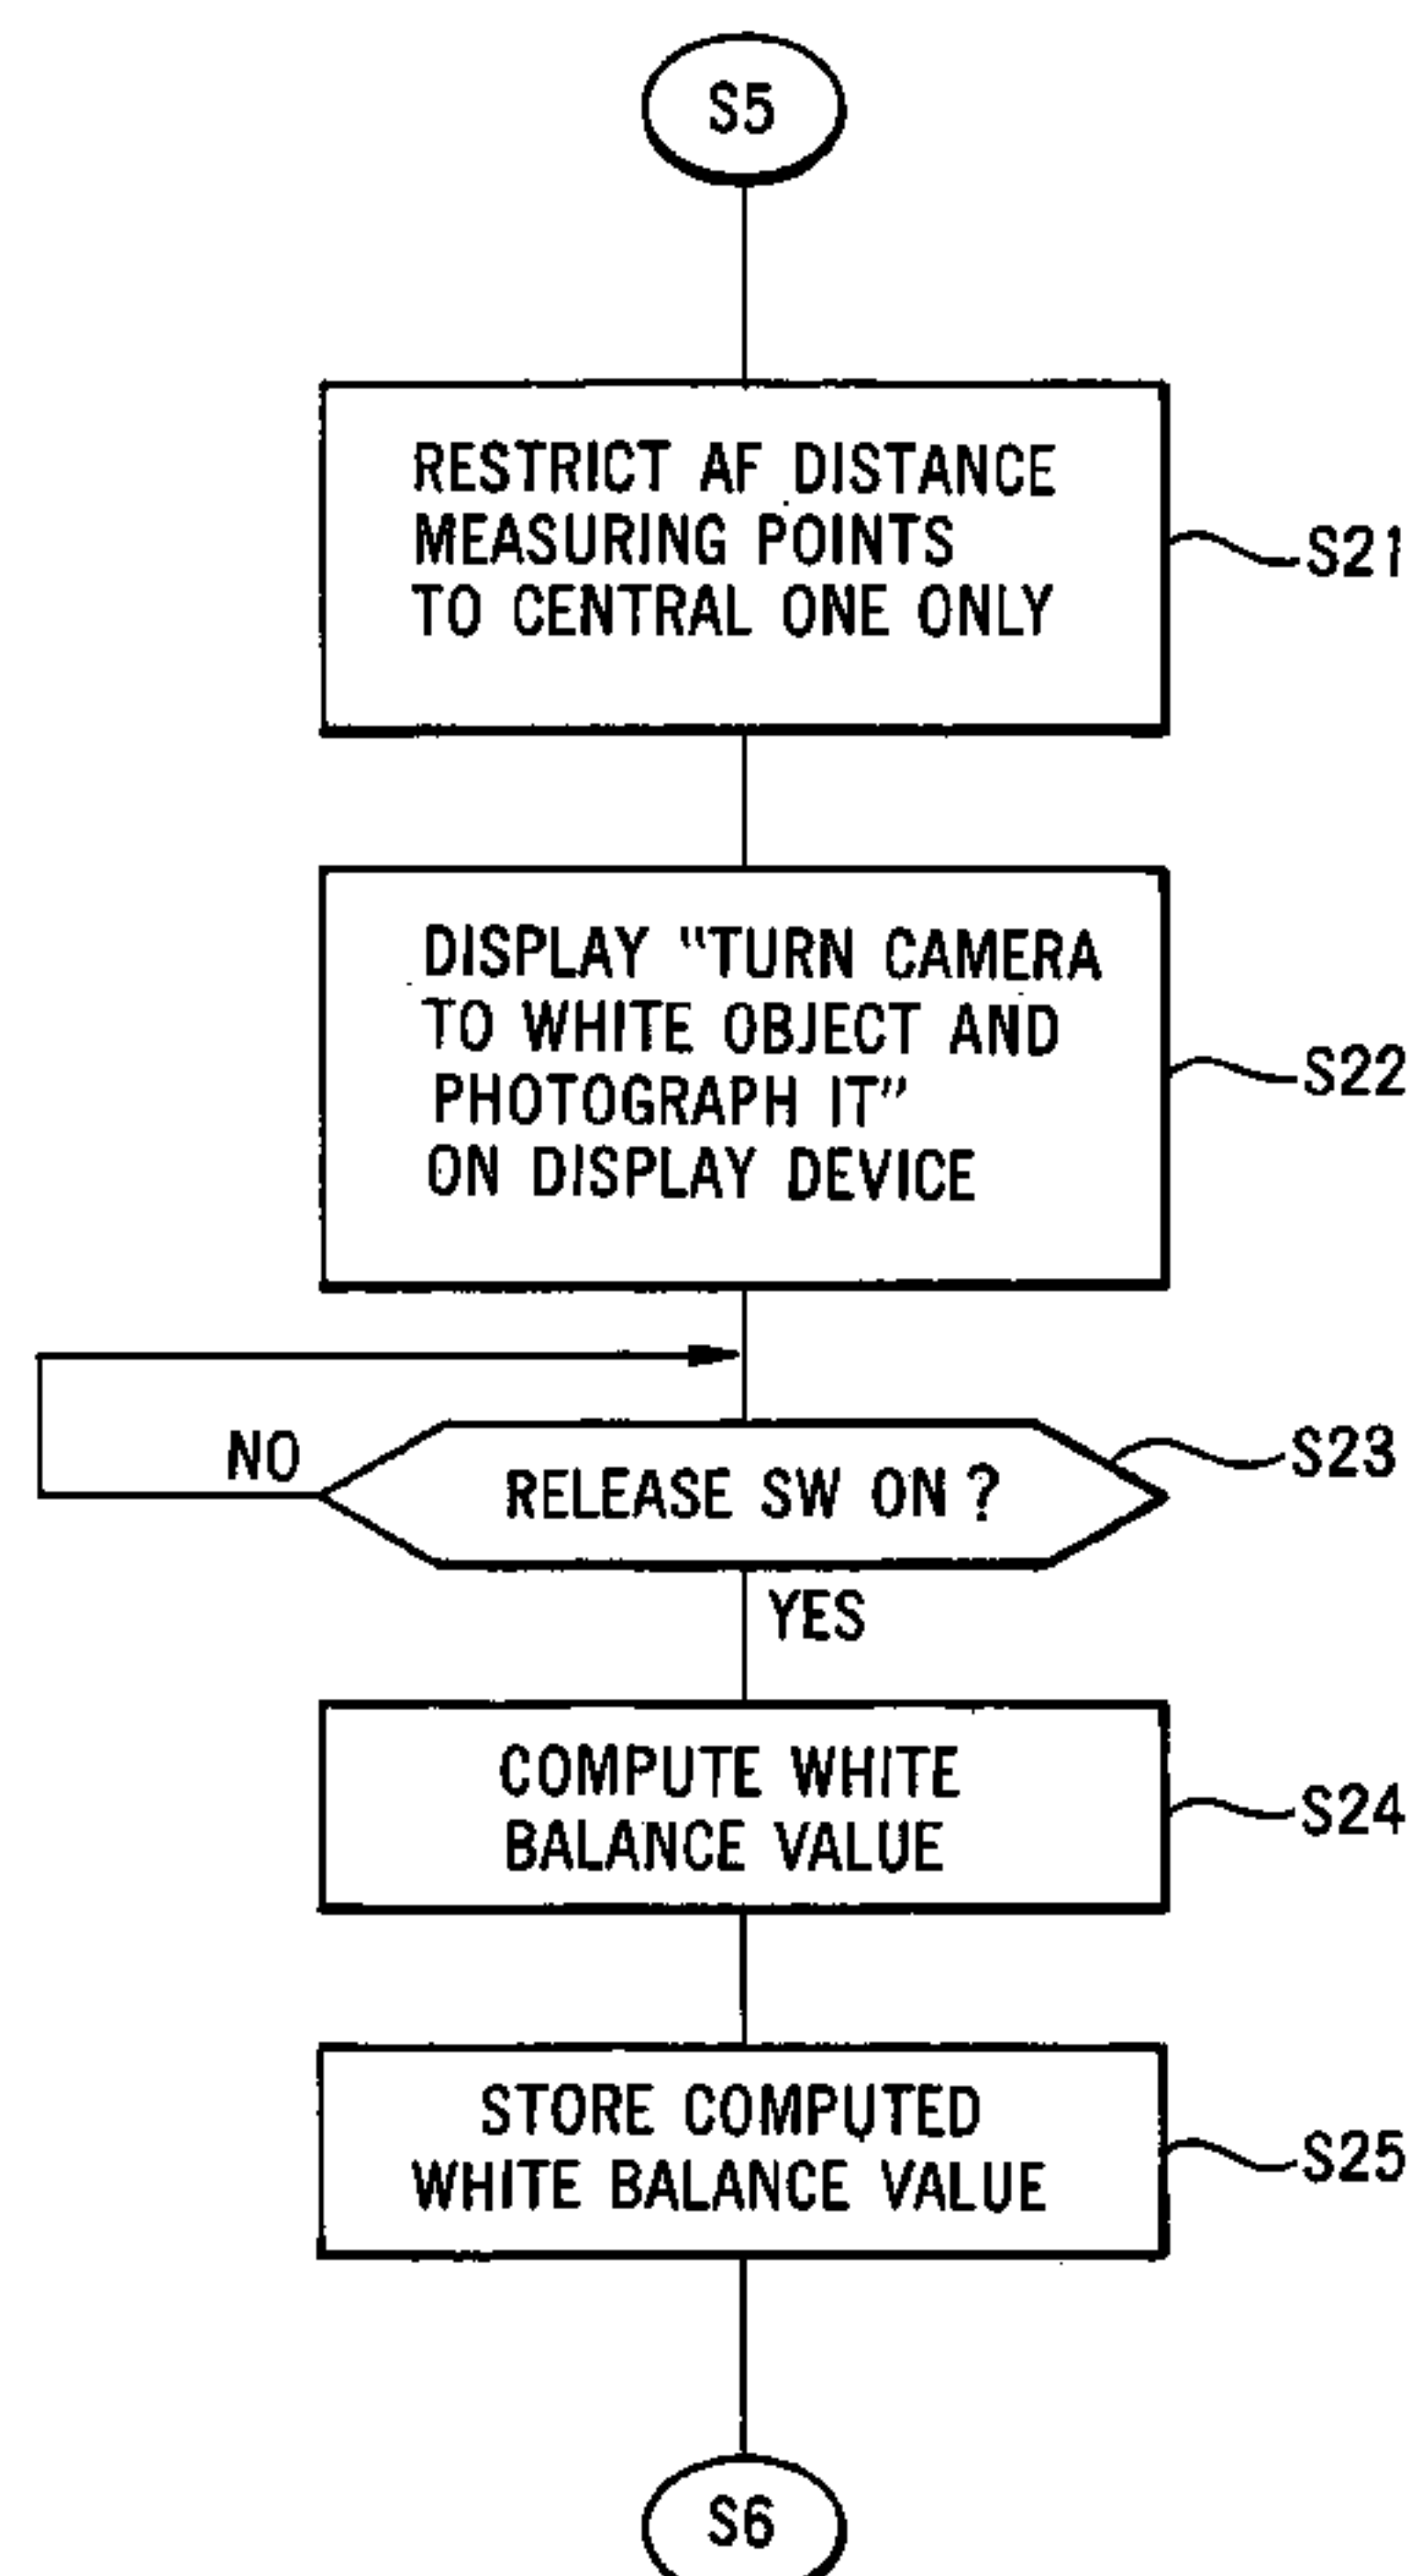 S5
RESTRICT AF DISTANCE
MEASURING POINTS
TO CENTRAL ONE ONLY
S21
DISPLAY "TURN CAMERA
TO WHITE OBJECT AND
PHOTOGRAPH IT"
ON DISPLAY DEVICE
S22
NO
RELEASE SW ON ?
S23
YES
COMPUTE WHITE
BALANCE VALUE
S24
STORE COMPUTED
WHITE BALANCE VALUE
S25
S6